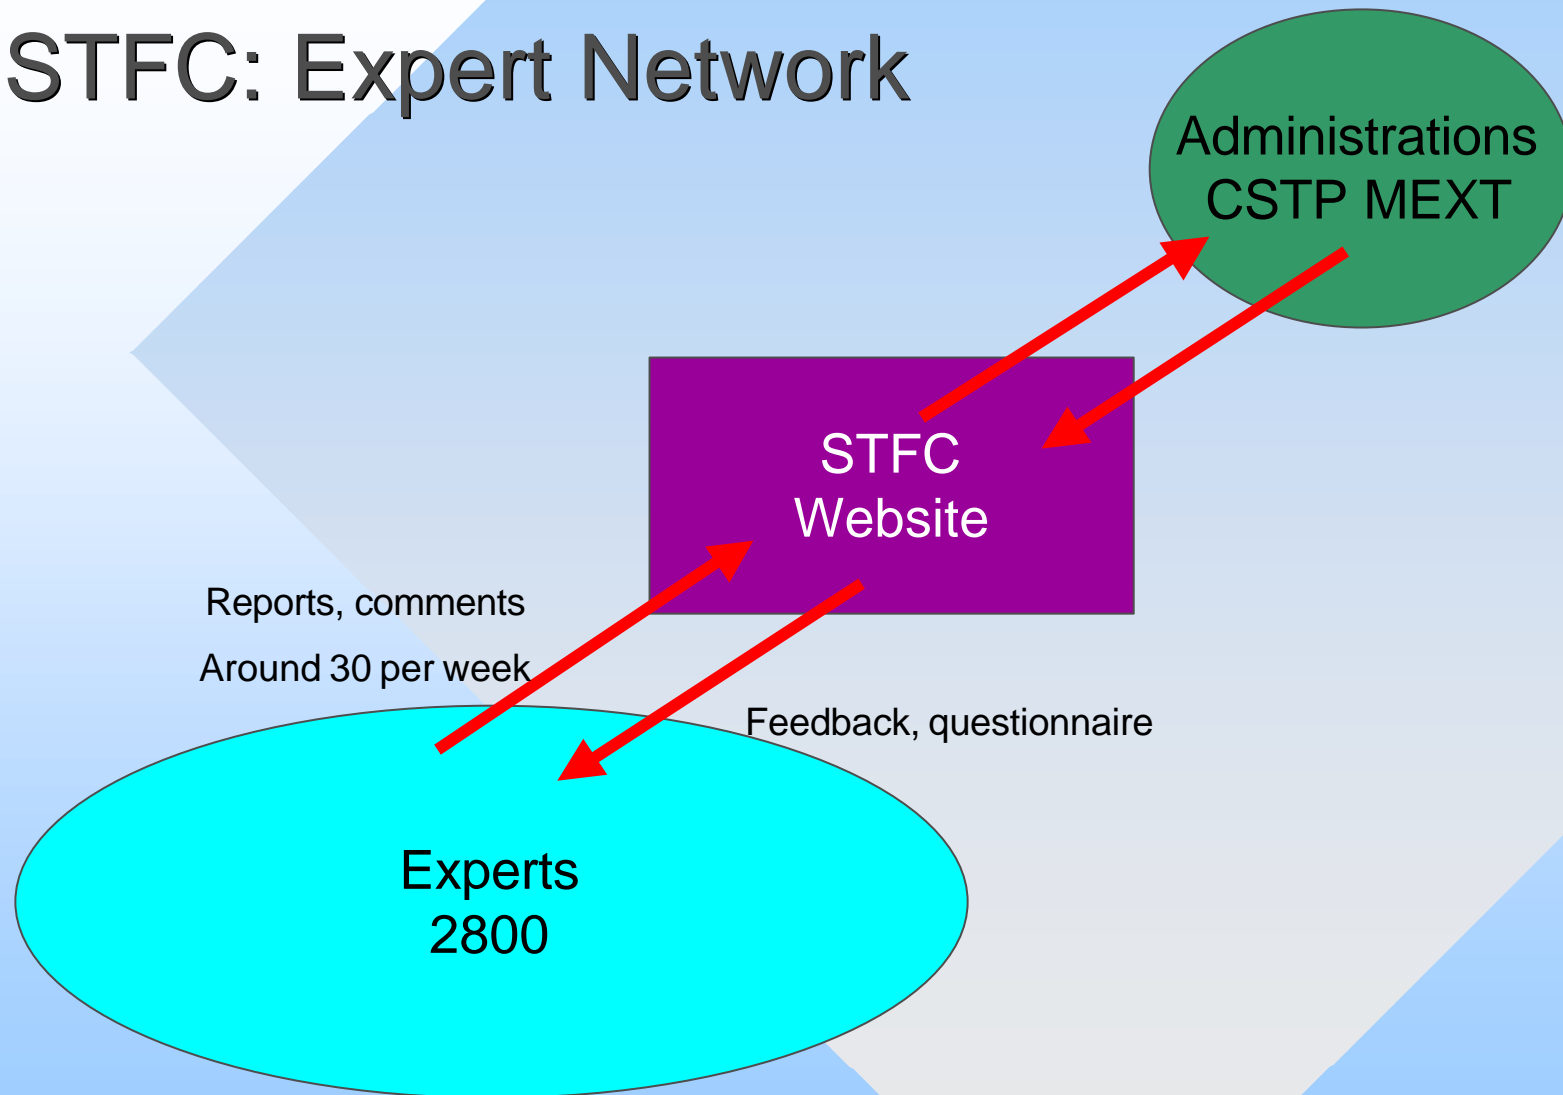 STFC: Expert Network
Administrations
CSTP MEXT
STFC
Website
Reports, comments
Around 30 per week
Feedback, questionnaire
Experts
2800